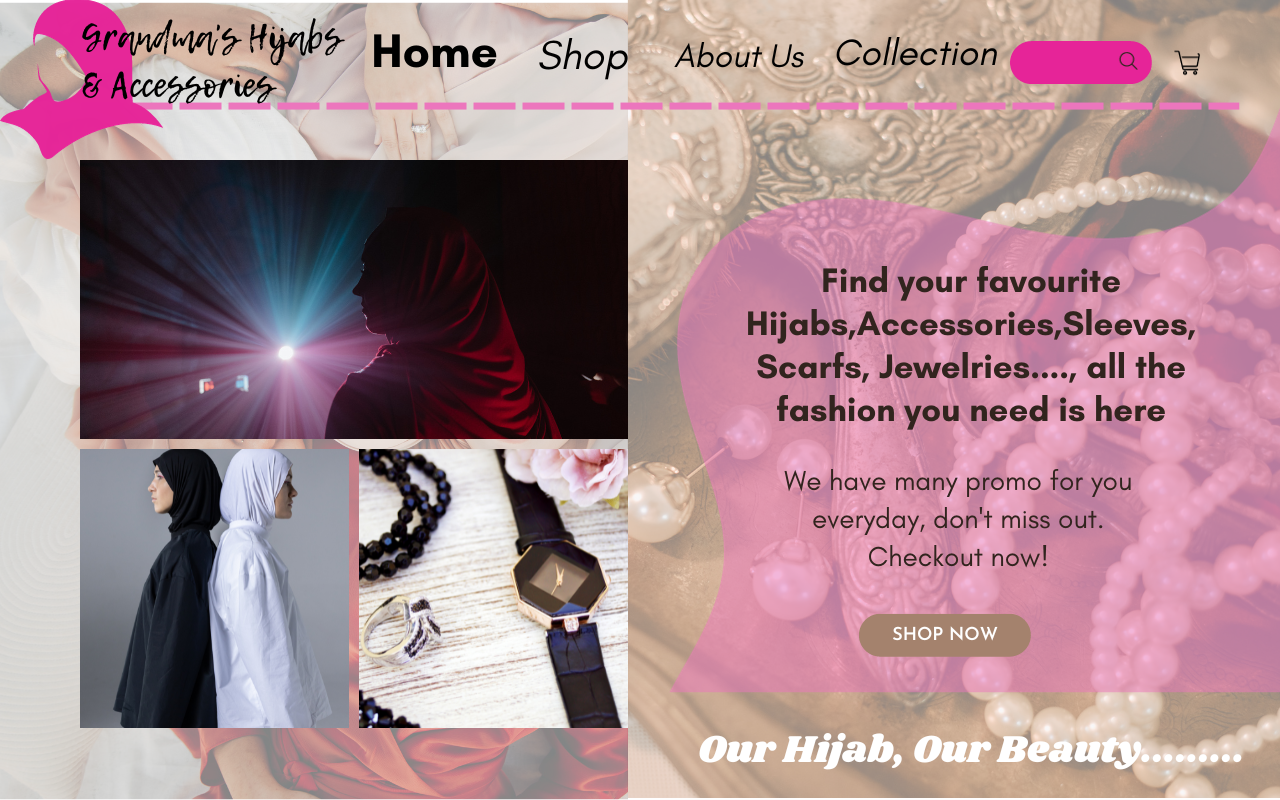 Grandma's Hijabs
& Accessories
Home
Shop
About Us
Collection
Find your favourite
Hijabs,Accessories,Sleeves,
Scarfs, Jewelries...., all the
fashion you need is here
We have many promo for you
everyday, don't miss out.
Checkout now!
SHOP NOW
Our Hijab, Our Beauty.........